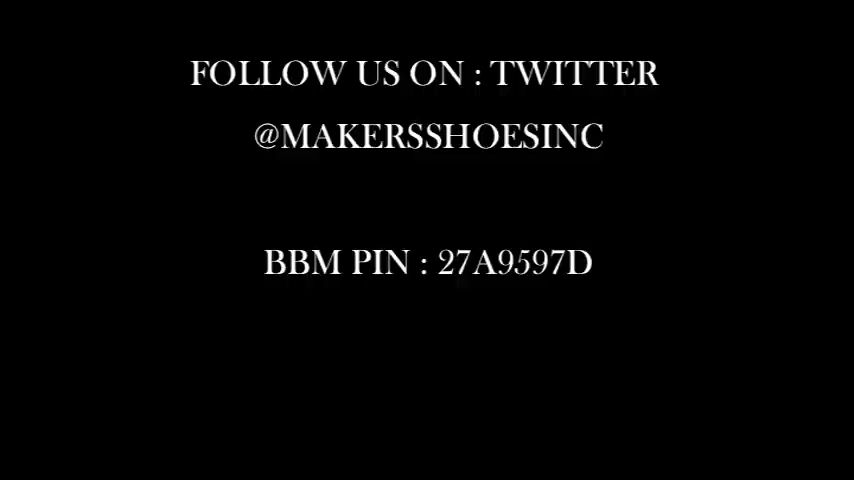 FOLLOW US ON : TWITTER
@MAKERSSHOESINC
BBM PIN : 27A9597D